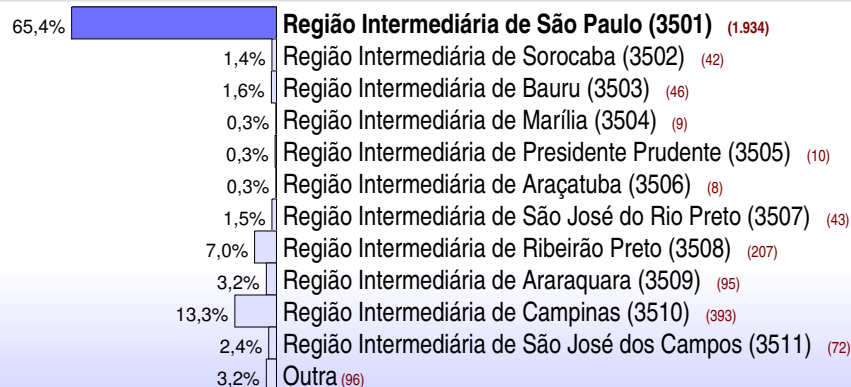 65,4% Região Intermediária de São Paulo (3501) (1.934)
1,4% Região Intermediária de Sorocaba (3502) (42)
1,6% Região Intermediária de Bauru (3503) (46)
0,3% Região Intermediária de Marília (3504) (9)
0,3% Região Intermediária de Presidente Prudente (3505) (10)
0,3% Região Intermediária de Araçatuba (3506) (8)
1,5% Região Intermediária de São José do Rio Preto (3507) (43)
7,0% Região Intermediária de Ribeirão Preto (3508) (207)
3,2% Região Intermediária de Araraquara (3509) (95)
13,3% Região Intermediária de Campinas (3510) (393)
2,4% Região Intermediária de São José dos Campos (3511) (72)
3,2% Outra (96)